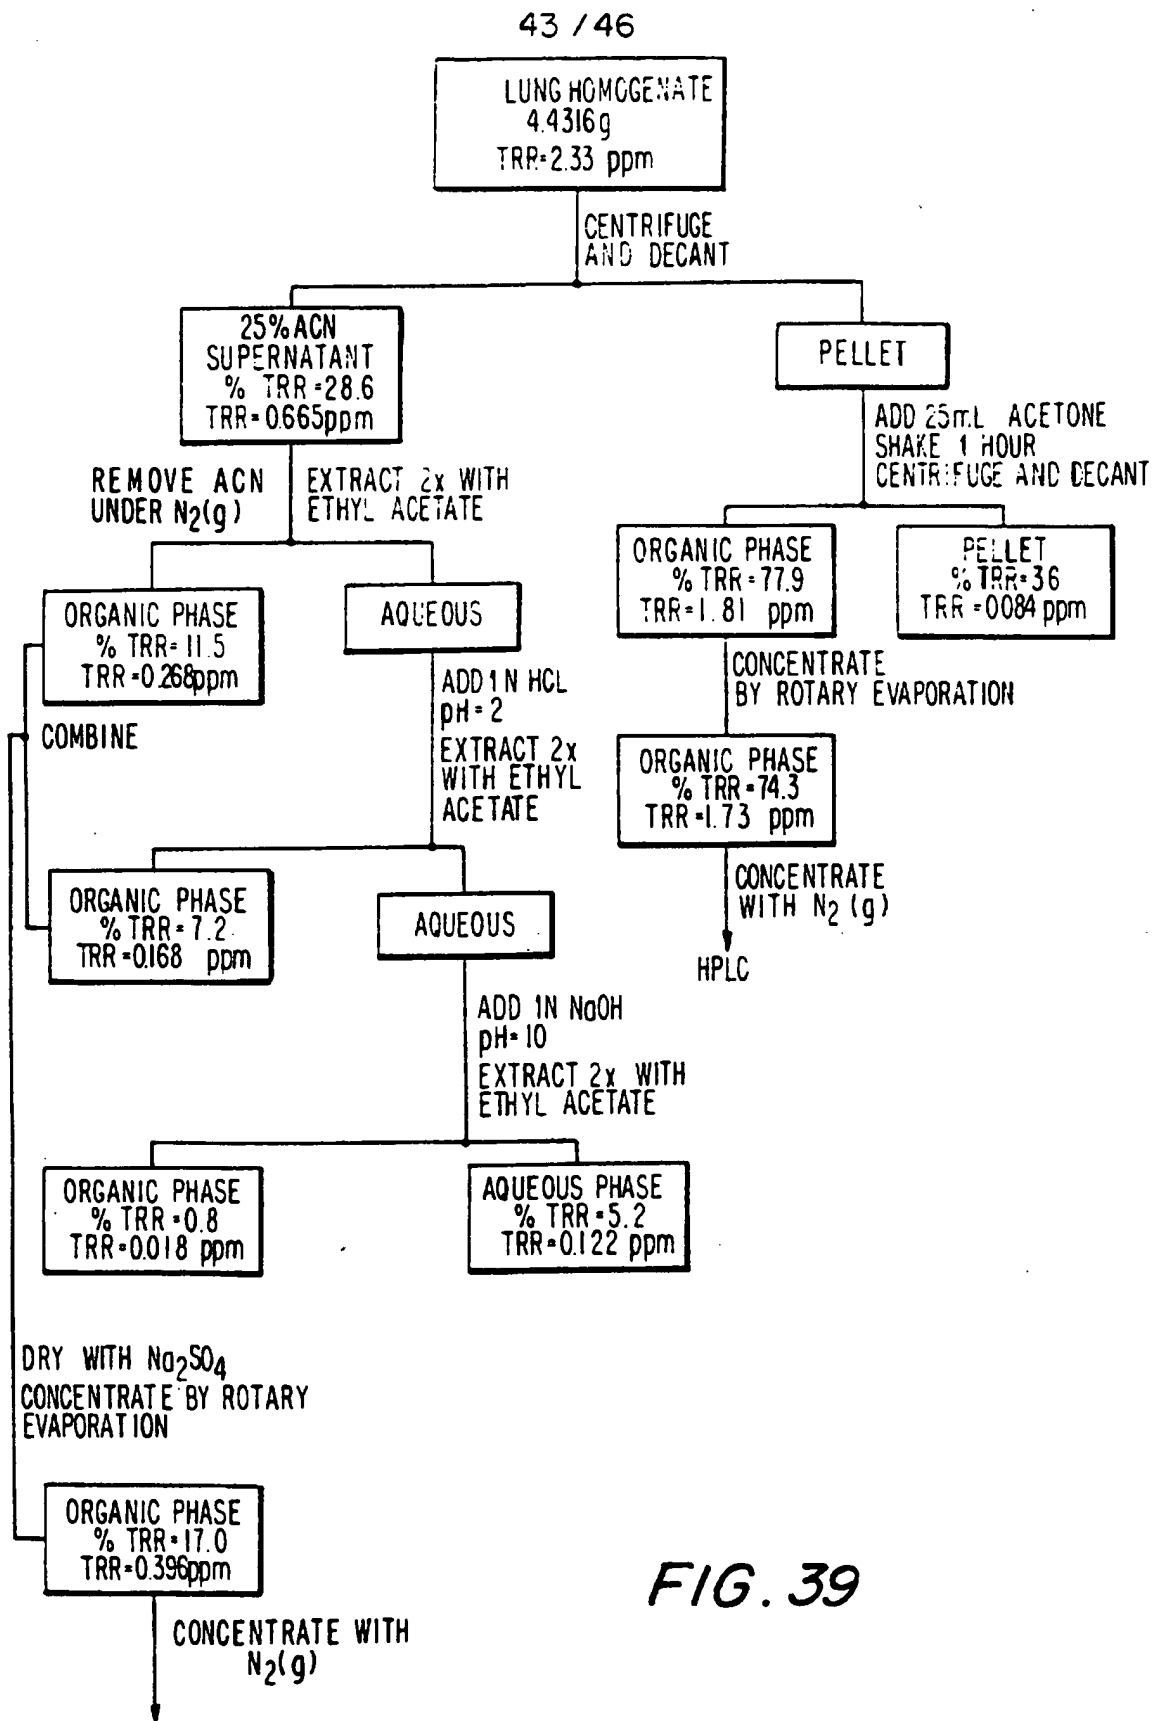 43 / 46
LUNG HOMOGENATE
4.4316g
TRR=2.33 ppm
CENTRIFUGE
AND DECANT
25% ACN
SUPERNATANT
% TRR=28.6
TRR=0.665ppm
PELLET
REMOVE ACN
UNDER N2(g)
EXTRACT 2x WITH
ETHYL ACETATE
ADD 25mL ACETONE
SHAKE 1 HOUR
CENTRIFUGE AND DECANT
ORGANIC PHASE
% TRR=11.5
TRR=0.268ppm
AQUEOUS
ORGANIC PHASE
% TRR=77.9
TRR=1.81 ppm
PELLET
% TRR=36
TRR=0084 ppm
COMBINE
ADD 1N HCL
pH=2
EXTRACT 2x
WITH ETHYL
ACETATE
CONCENTRATE
BY ROTARY EVAPORATION
ORGANIC PHASE
% TRR=74.3
TRR=1.73 ppm
ORGANIC PHASE
% TRR=7.2
TRR=0.168 ppm
AQUEOUS
CONCENTRATE
WITH N2 (g)
HPLC
ADD 1N NaOH
pH=10
EXTRACT 2x WITH
ETHYL ACETATE
ORGANIC PHASE
% TRR=0.8
TRR=0.018 ppm
AQUEOUS PHASE
% TRR=5.2
TRR=0.122 ppm
DRY WITH Na2SO4
CONCENTRATE BY ROTARY
EVAPORATION
ORGANIC PHASE
% TRR=17.0
TRR=0.396ppm
CONCENTRATE WITH
N2(g)
FIG. 39